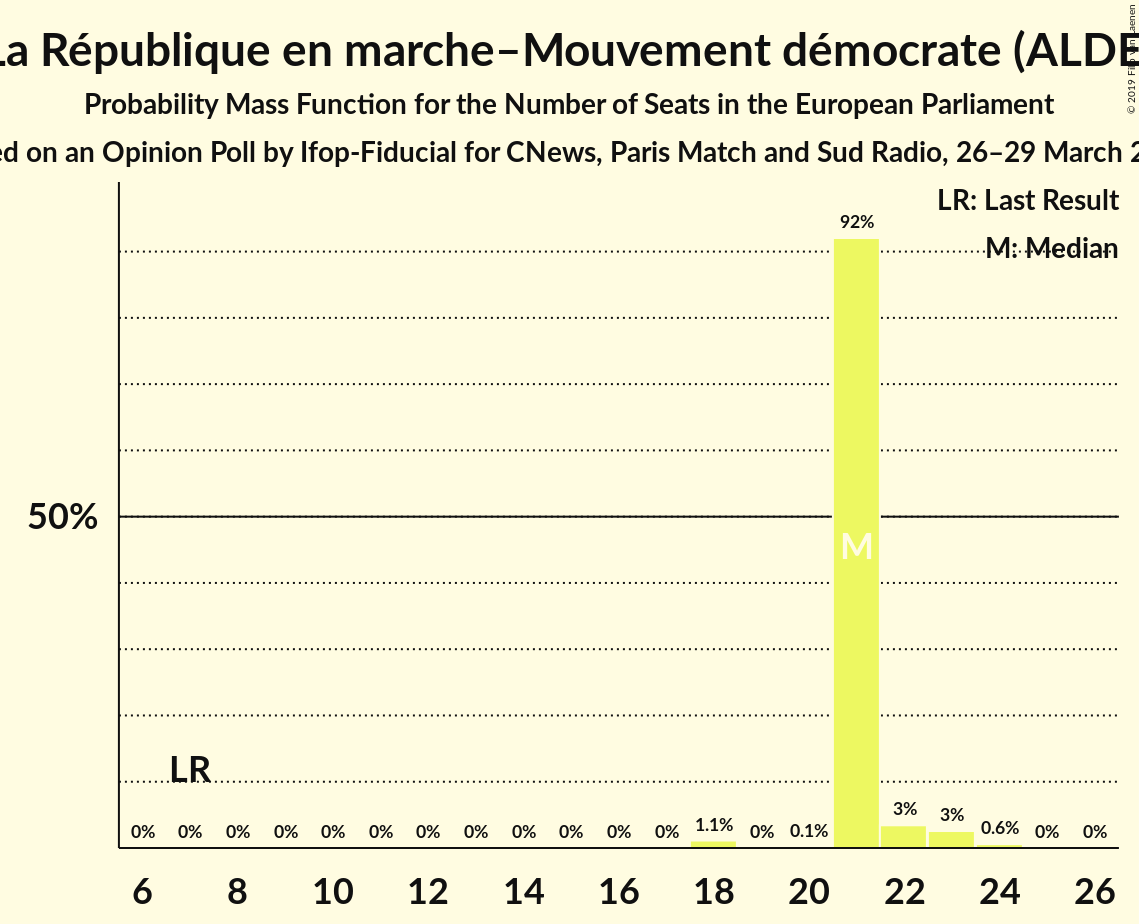 La République en marche–Mouvement démocrate (ALDE
Probability Mass Function for the Number of Seats in the European Parliament
on an Opinion Poll by Ifop-Fiducial for CNews, Paris Match and Sud Radio, 26–29 March
© 2019
LR: Last Result
M: Median
92%
50%
M
LR
0% 0% 0% 0% 0% 0% 0% 0% 0% 0% 0% 0% 1.1% 0% 0.1% 3% 3% 0.6% 0% 0%
6 8 10 12 14 16 18 20 22 24 26